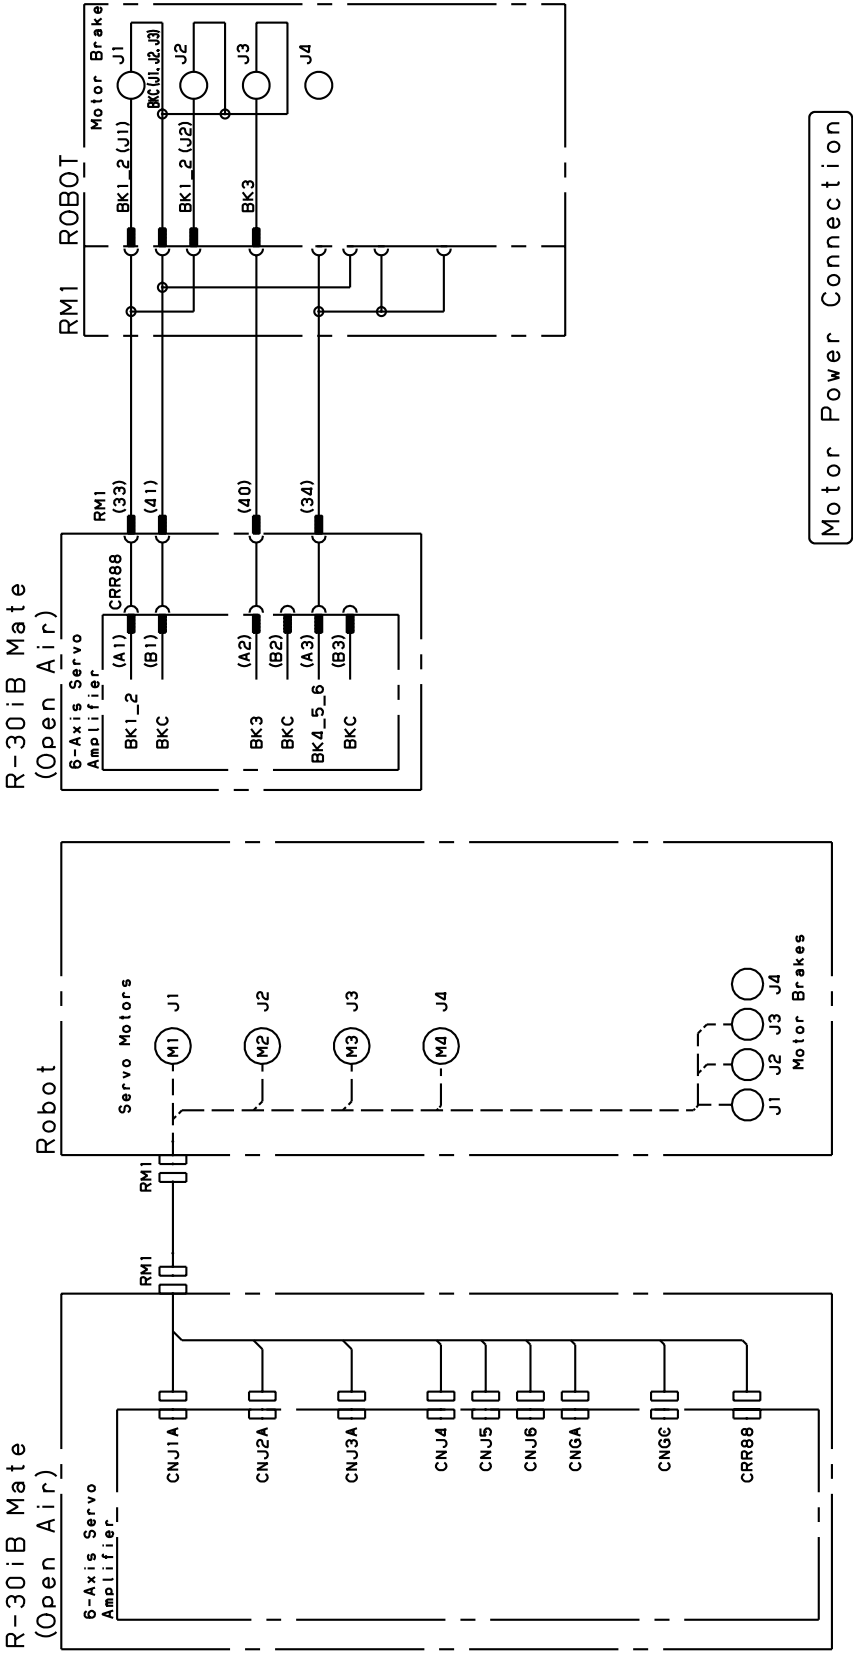 R-30iB Mate
(Open Air)
6-Axis Servo
Amplifier
CNJ1A
CNJ2A
CNJ3A
CNJ4
CNJ5
CNJ6
CNGA
CNGC
CRR88
RM1
RM1
Robot
Servo Motors
M1
J1
M2
J2
M3
J3
M4
J4
J1
J2
J3
J4
Motor Brakes
R-30iB Mate
(Open Air)
6-Axis Servo
Amplifier
BK1_2
BKC
BK3
BKC
BK4_5_6
BKC
(A1)
(B1)
(A2)
(B2)
(A3)
(B3)
CRR88
RM1
(33)
(41)
(40)
(34)
RM1
ROBOT
BK1_2 (J1)
BK1_2 (J2)
BK3
Motor Brake
BKC(J1, J2, J3)
J1
J2
J3
J4
Motor Power Connection